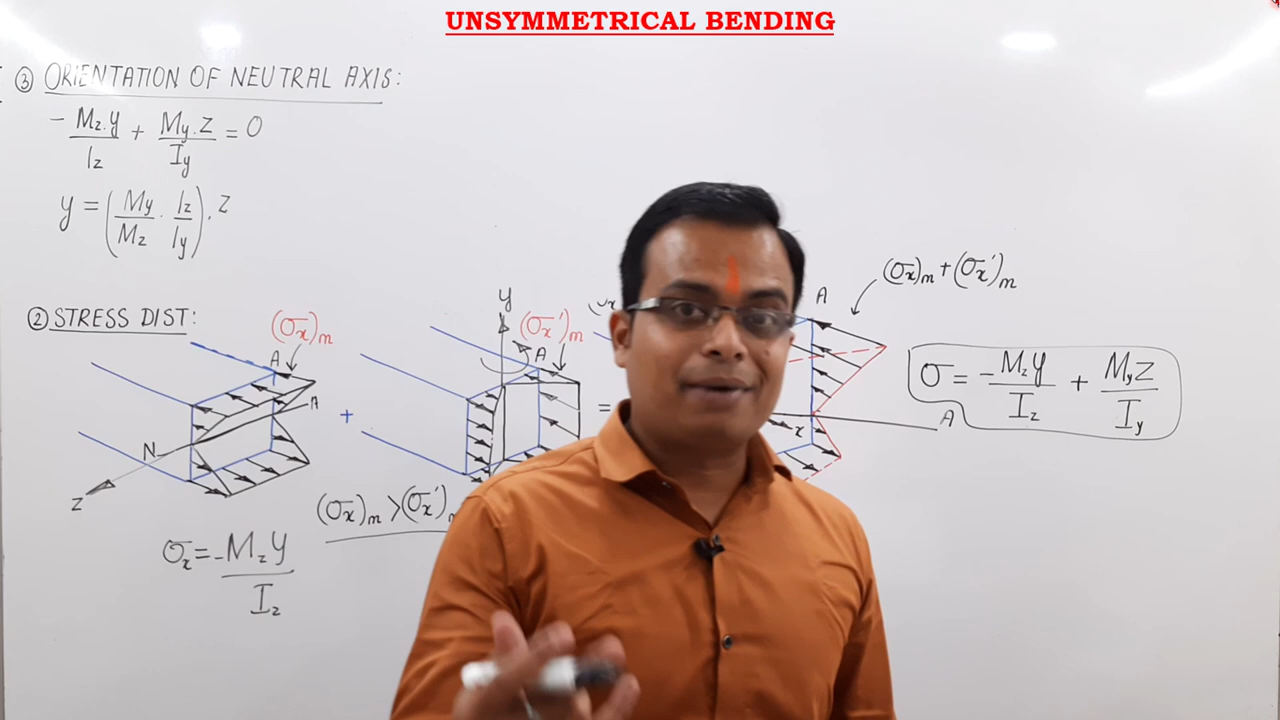 UNSYMMETRICAL BENDING
③ ORIENTATION OF NEUTRAL AXIS:
- Mz.y/Iz + My.z/Iy = 0
y = (My/Mz . Iz/Iy) . z
② STRESS DIST:
(σx)m
A
A
N
z
+
y
(σx')m
A
=
(σx)m > (σx')
σx = -Mz y/Iz
A
(σx)m + (σx')m
x
A
σ = - Mz y/Iz + My z/Iy